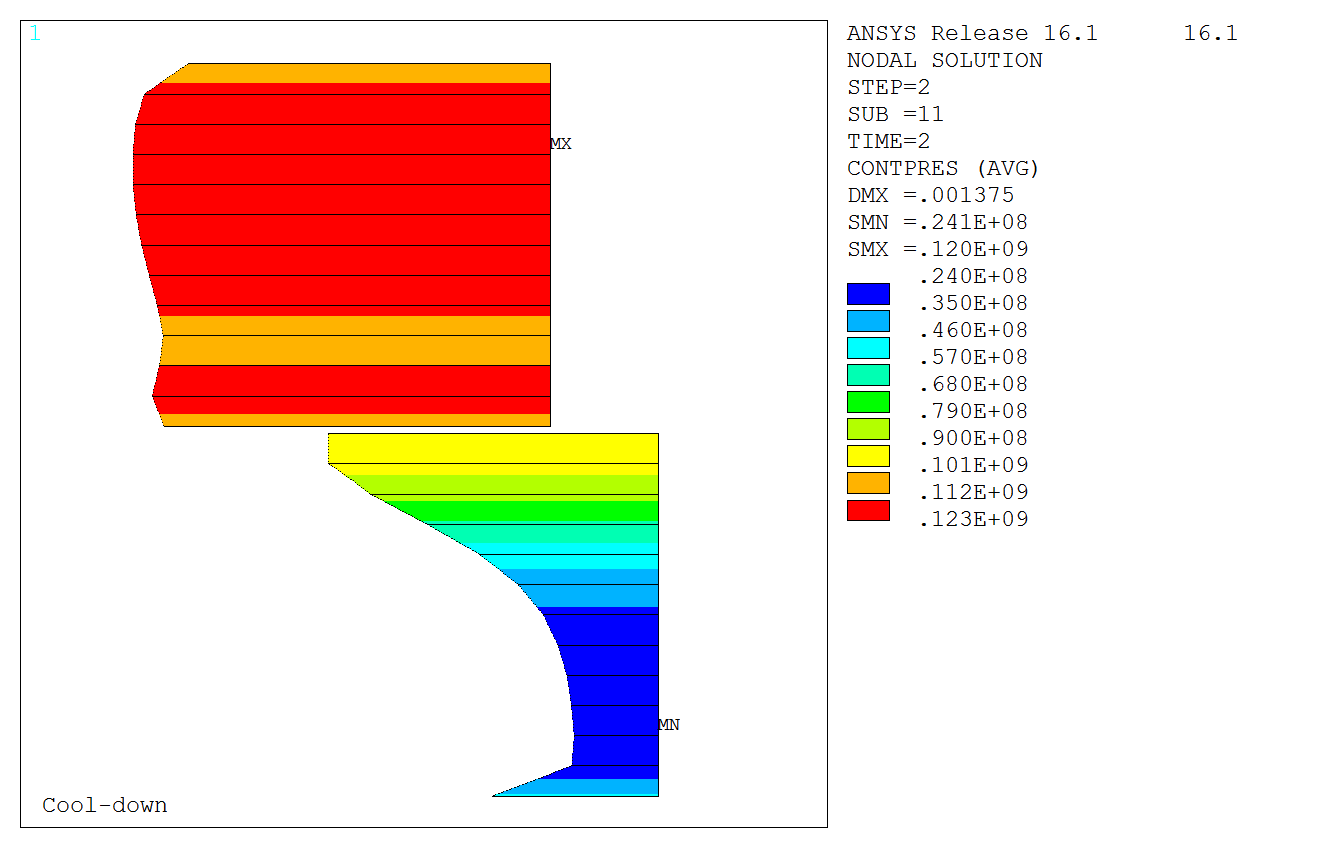 1
ANSYS Release 16.1 16.1
NODAL SOLUTION
STEP=2
SUB =11
TIME=2
CONTPRES (AVG)
DMX =.001375
SMN =.241E+08
SMX =.120E+09
.240E+08
.350E+08
.460E+08
.570E+08
.680E+08
.790E+08
.900E+08
.101E+09
.112E+09
.123E+09
MX
MN
Cool-down